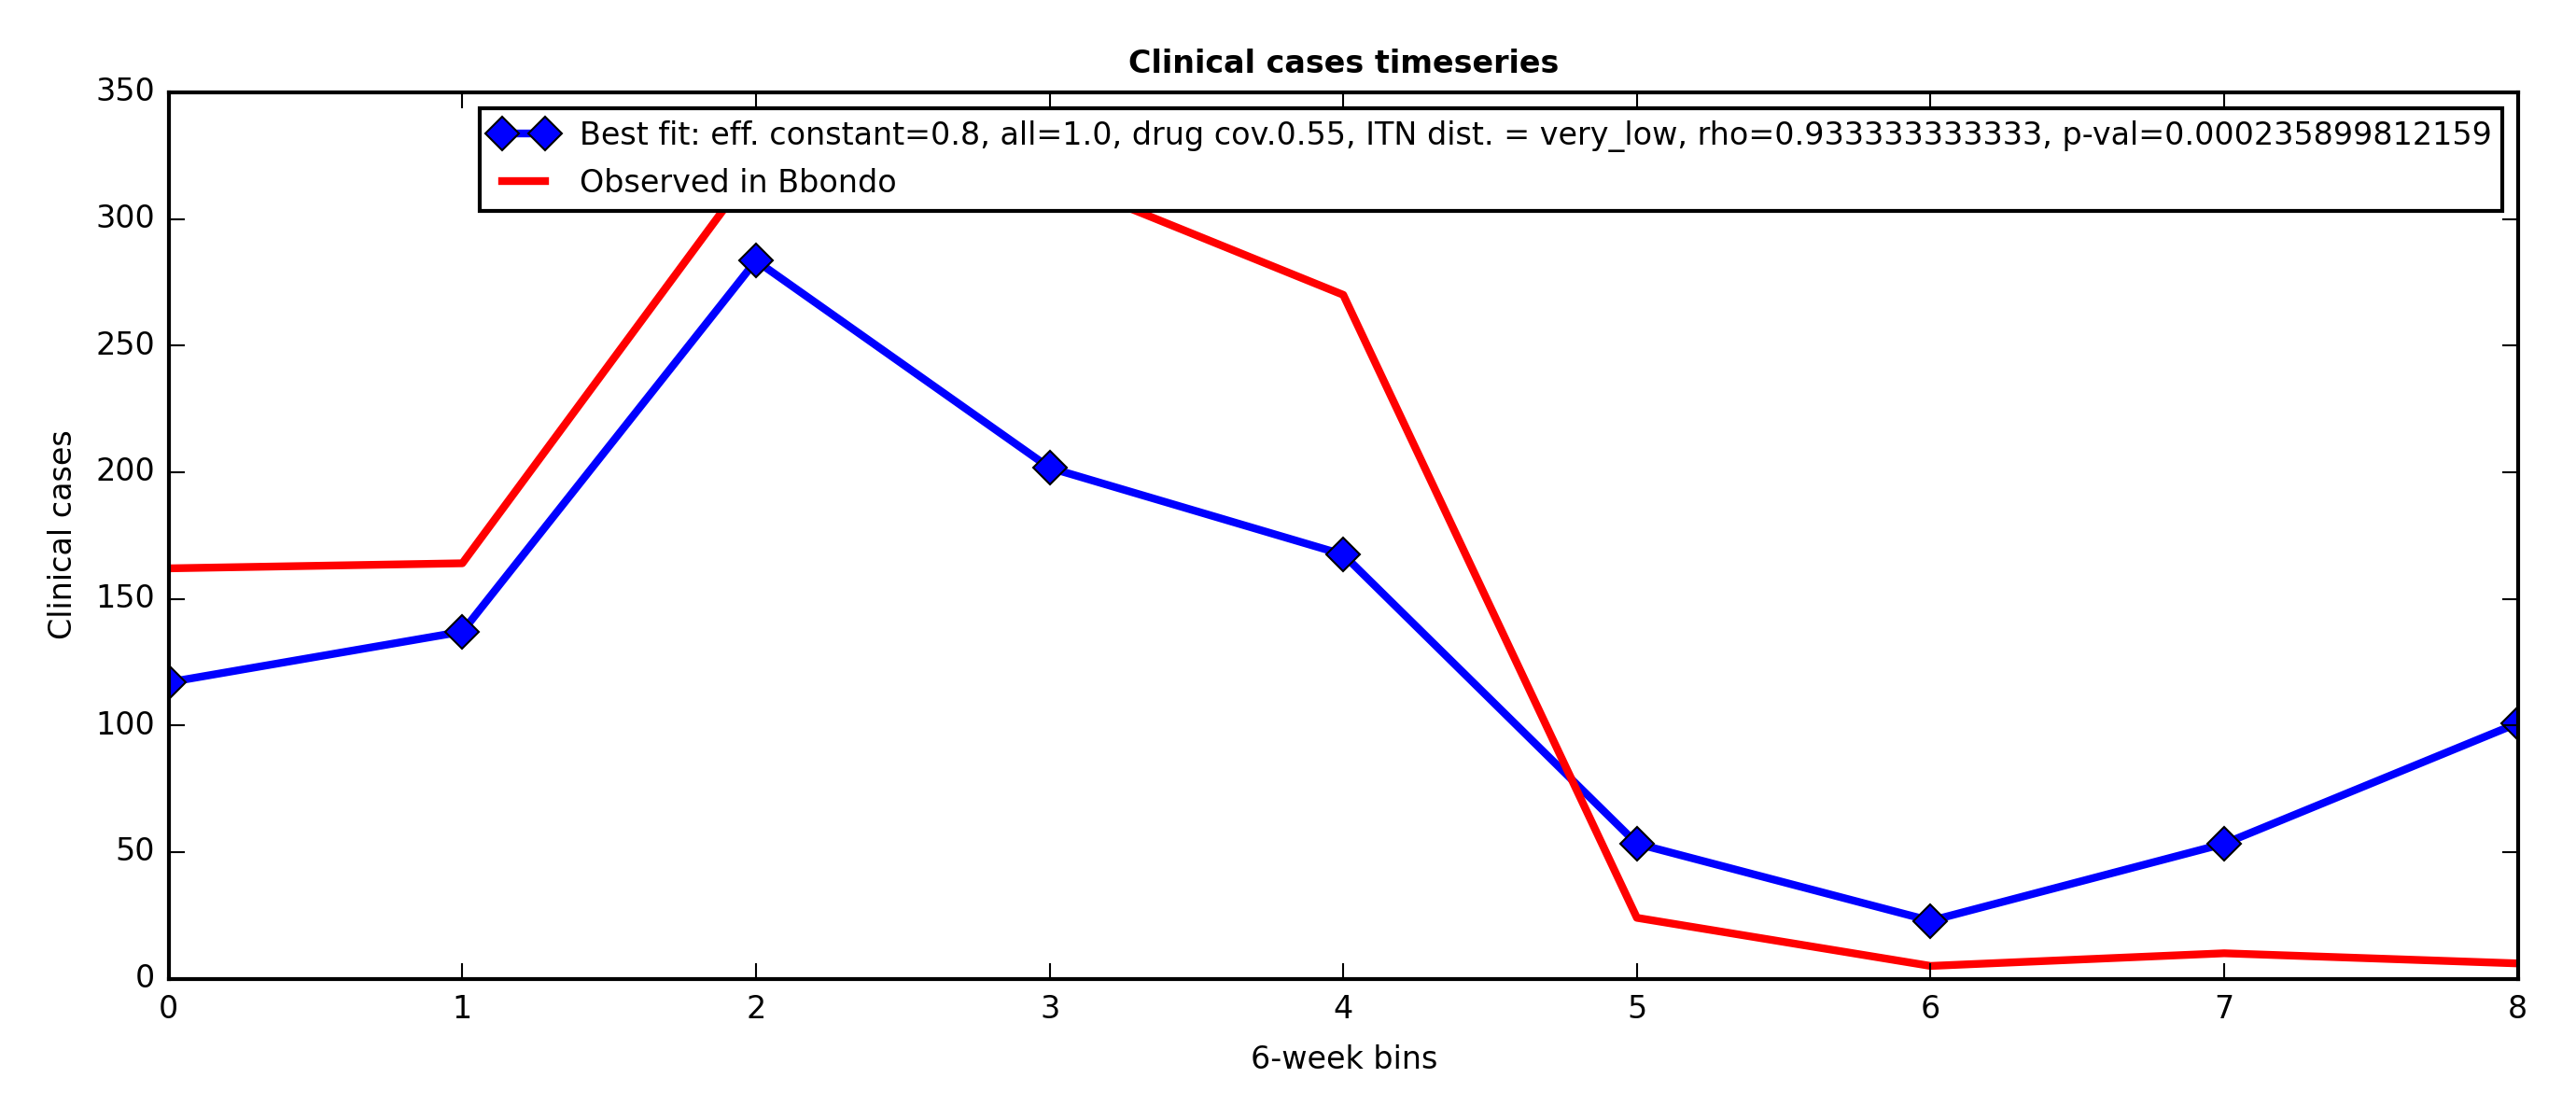 Clinical cases timeseries
350
300
250
200
150
100
50
0
Clinical cases
Best fit: eff. constant=0.8, all=1.0, drug cov.0.55, ITN dist. = very_low, rho=0.933333333333, p-val=0.000235899812159
Observed in Bbondo
0 1 2 3 4 5 6 7 8
6-week bins